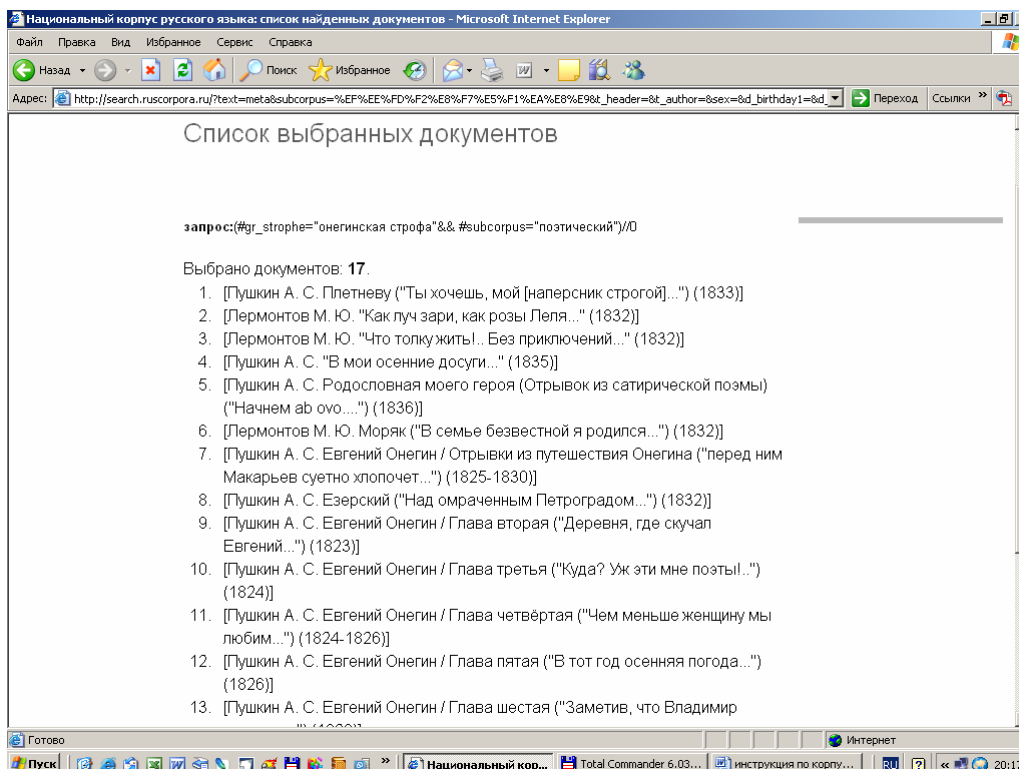 Национальный корпус русского языка: список найденных документов - Microsoft Internet Explorer
Файл Правка Вид Избранное Сервис Справка
Назад Поиск Избранное
Адрес: http://search.ruscorpora.ru/?text=meta&subcorpus=%EF%EE%FD%F2%E8%F7%E5%F1%EA%E8%E9&t_header=&t_author=&sex=&d_birthday1=&d_ Переход Ссылки »
Список выбранных документов
запрос:(#gr_strophe="онегинская строфа"&& #subcorpus="поэтический")//0
Выбрано документов: 17.
1. [Пушкин А. С. Плетневу ("Ты хочешь, мой [наперсник строгой]...") (1833)]
2. [Лермонтов М. Ю. "Как луч зари, как розы Леля..." (1832)]
3. [Лермонтов М. Ю. "Что толку жить!.. Без приключений..." (1832)]
4. [Пушкин А. С. "В мои осенние досуги..." (1835)]
5. [Пушкин А. С. Родословная моего героя (Отрывок из сатирической поэмы)
("Начнем ab ovo....") (1836)]
6. [Лермонтов М. Ю. Моряк ("В семье безвестной я родился...") (1832)]
7. [Пушкин А. С. Евгений Онегин / Отрывки из путешествия Онегина ("перед ним
Макарьев суетно хлопочет...") (1825-1830)]
8. [Пушкин А. С. Езерский ("Над омраченным Петроградом...") (1832)]
9. [Пушкин А. С. Евгений Онегин / Глава вторая ("Деревня, где скучал
Евгений...") (1823)]
10. [Пушкин А. С. Евгений Онегин / Глава третья ("Куда? Уж эти мне поэты!..")
(1824)]
11. [Пушкин А. С. Евгений Онегин / Глава четвёртая ("Чем меньше женщину мы
любим...") (1824-1826)]
12. [Пушкин А. С. Евгений Онегин / Глава пятая ("В тот год осенняя погода...")
(1826)]
13. [Пушкин А. С. Евгений Онегин / Глава шестая ("Заметив, что Владимир
Готово Интернет
Пуск » Национальный кор... Total Commander 6.03... инструкция по корпу... RU « 20:17